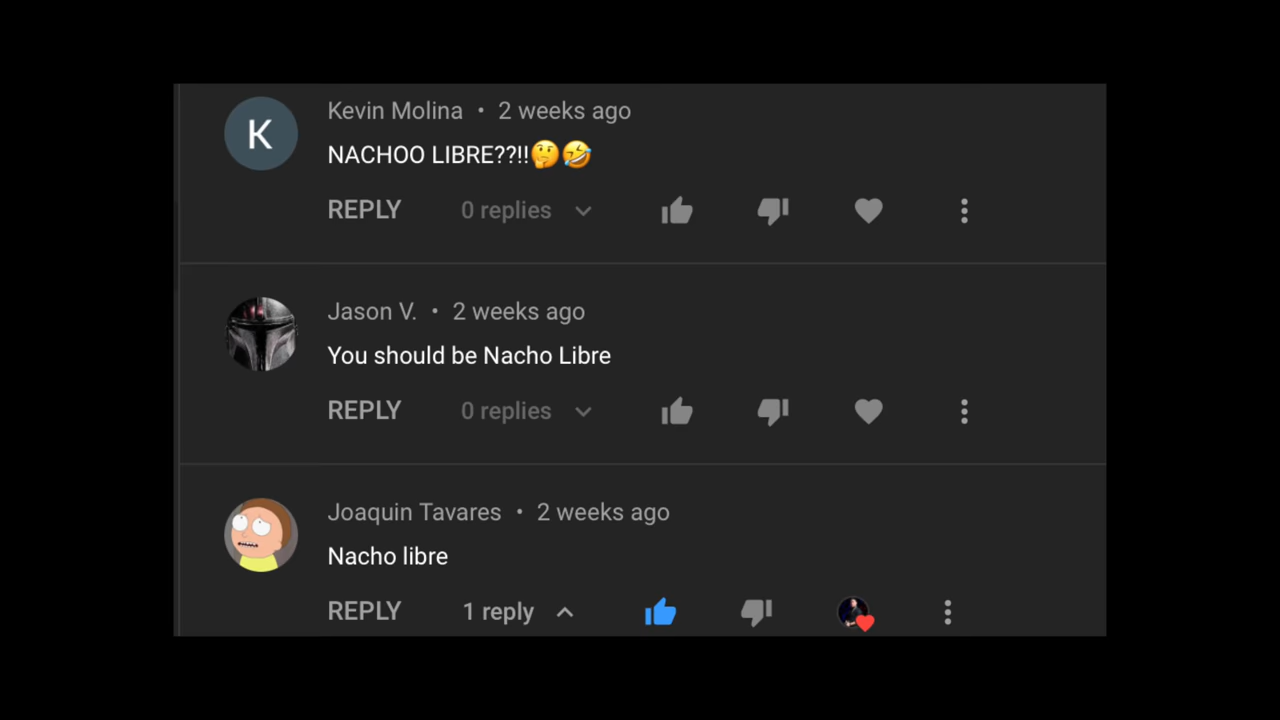 K
Kevin Molina • 2 weeks ago
NACHOO LIBRE??!!🤔🤣
REPLY 0 replies
Jason V. • 2 weeks ago
You should be Nacho Libre
REPLY 0 replies
Joaquin Tavares • 2 weeks ago
Nacho libre
REPLY 1 reply